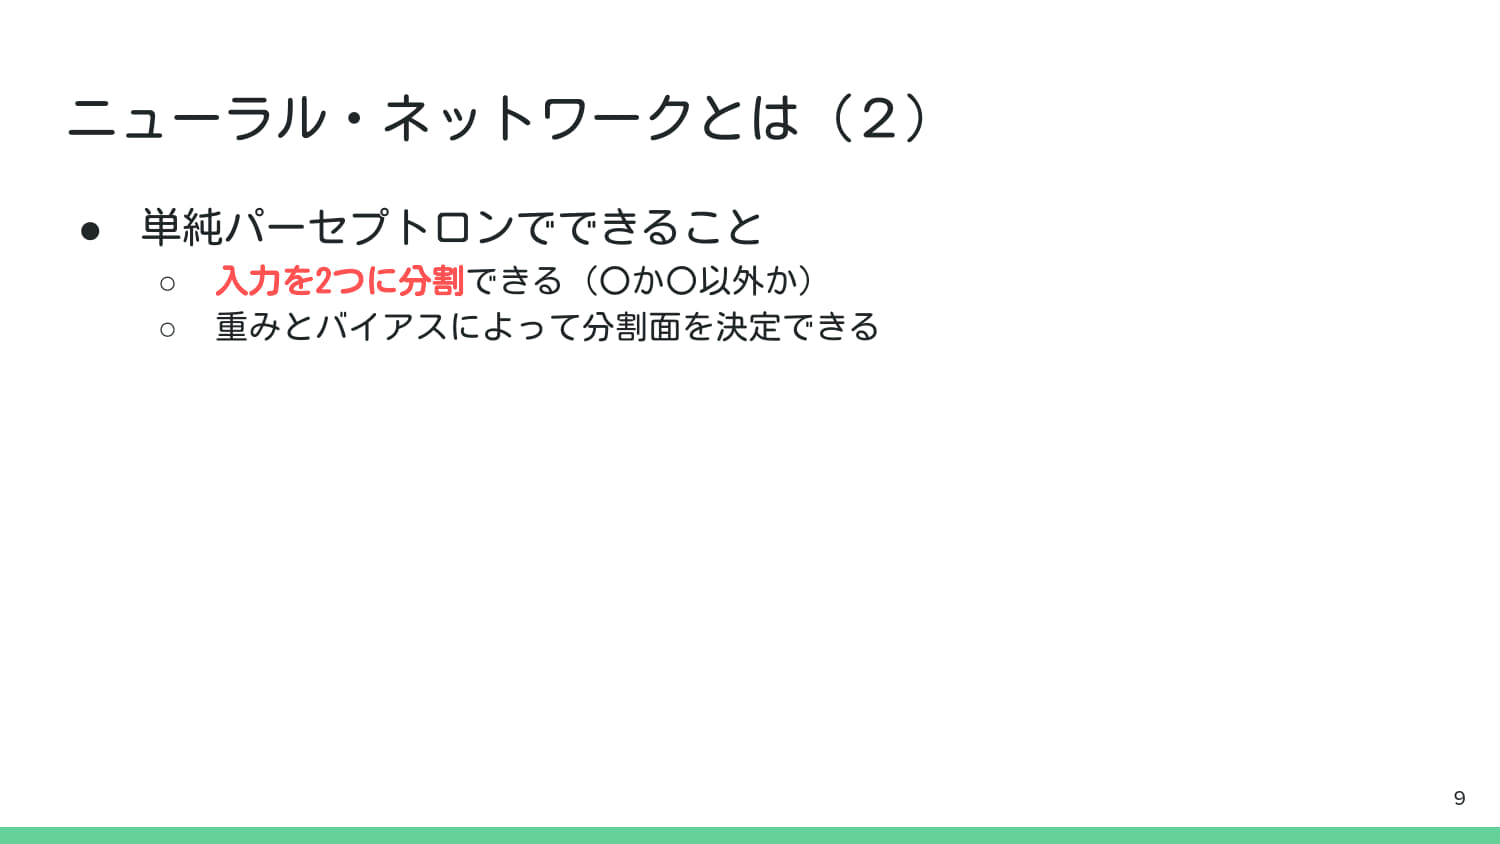 ニューラル・ネットワークとは（２）
● 単純パーセプトロンでできること
○ 入力を2つに分割できる（〇か〇以外か）
○ 重みとバイアスによって分割面を決定できる
9